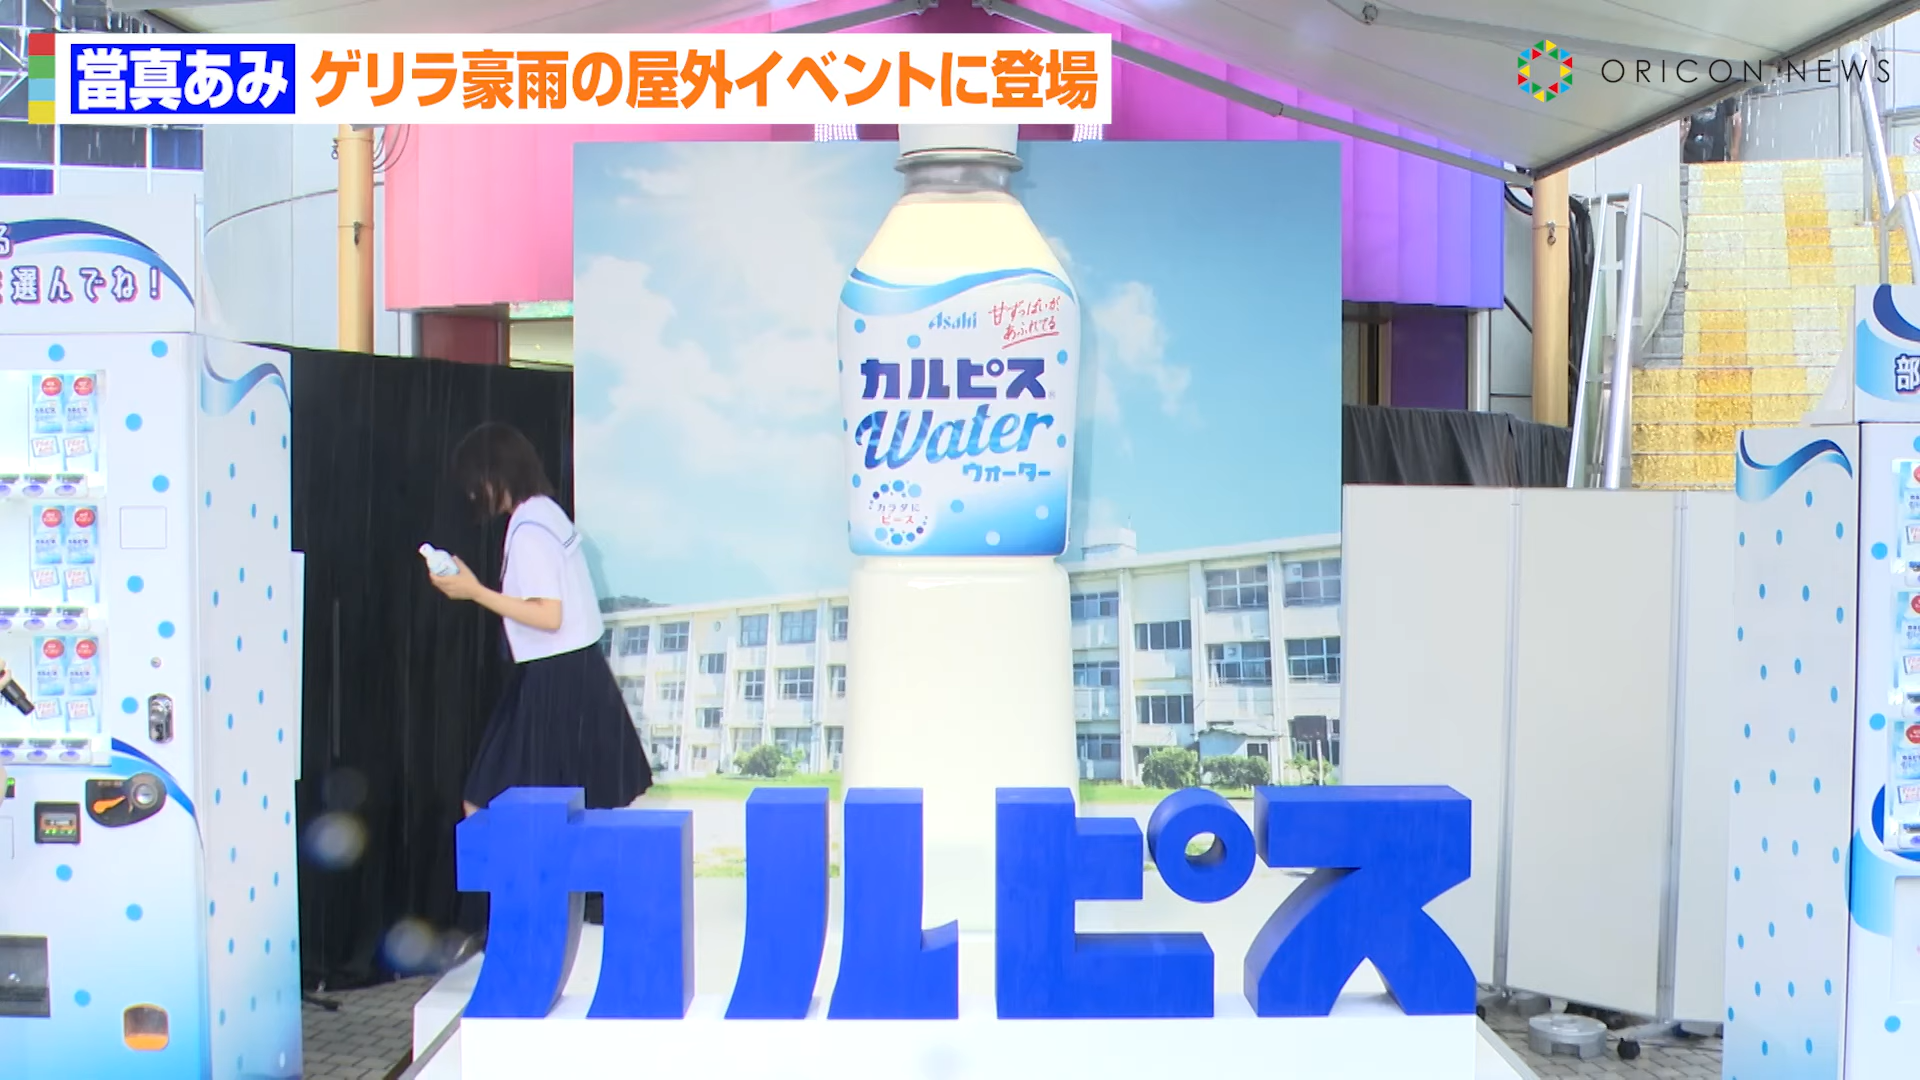 當真あみ ゲリラ豪雨の屋外イベントに登場
ORICON NEWS
選んでね!
Asahi
甘ずっぱいが、
あふれてる
カルピス
Water
ウォーター
カラダに
ピース
部
カルピス